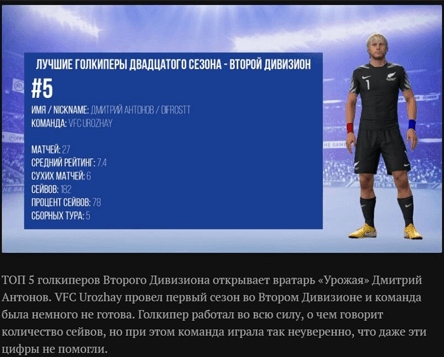 ЛУЧШИЕ ГОЛКИПЕРЫ ДВАДЦАТОГО СЕЗОНА - ВТОРОЙ ДИВИЗИОН
#5
ИМЯ / NICKNAME: ДМИТРИЙ АНТОНОВ / DIFROSTT
КОМАНДА: VFC UROZHAY
МАТЧЕЙ: 27
СРЕДНИЙ РЕЙТИНГ: 7.4
СУХИХ МАТЧЕЙ: 6
СЕЙВОВ: 182
ПРОЦЕНТ СЕЙВОВ: 78
СБОРНЫХ ТУРА: 5
1
ТОП 5 голкиперов Второго Дивизиона открывает вратарь «Урожая» Дмитрий
Антонов. VFC Urozhay провел первый сезон во Втором Дивизионе и команда
была немного не готова. Голкипер работал во всю силу, о чем говорит
количество сейвов, но при этом команда играла так неуверенно, что даже эти
цифры не помогли.